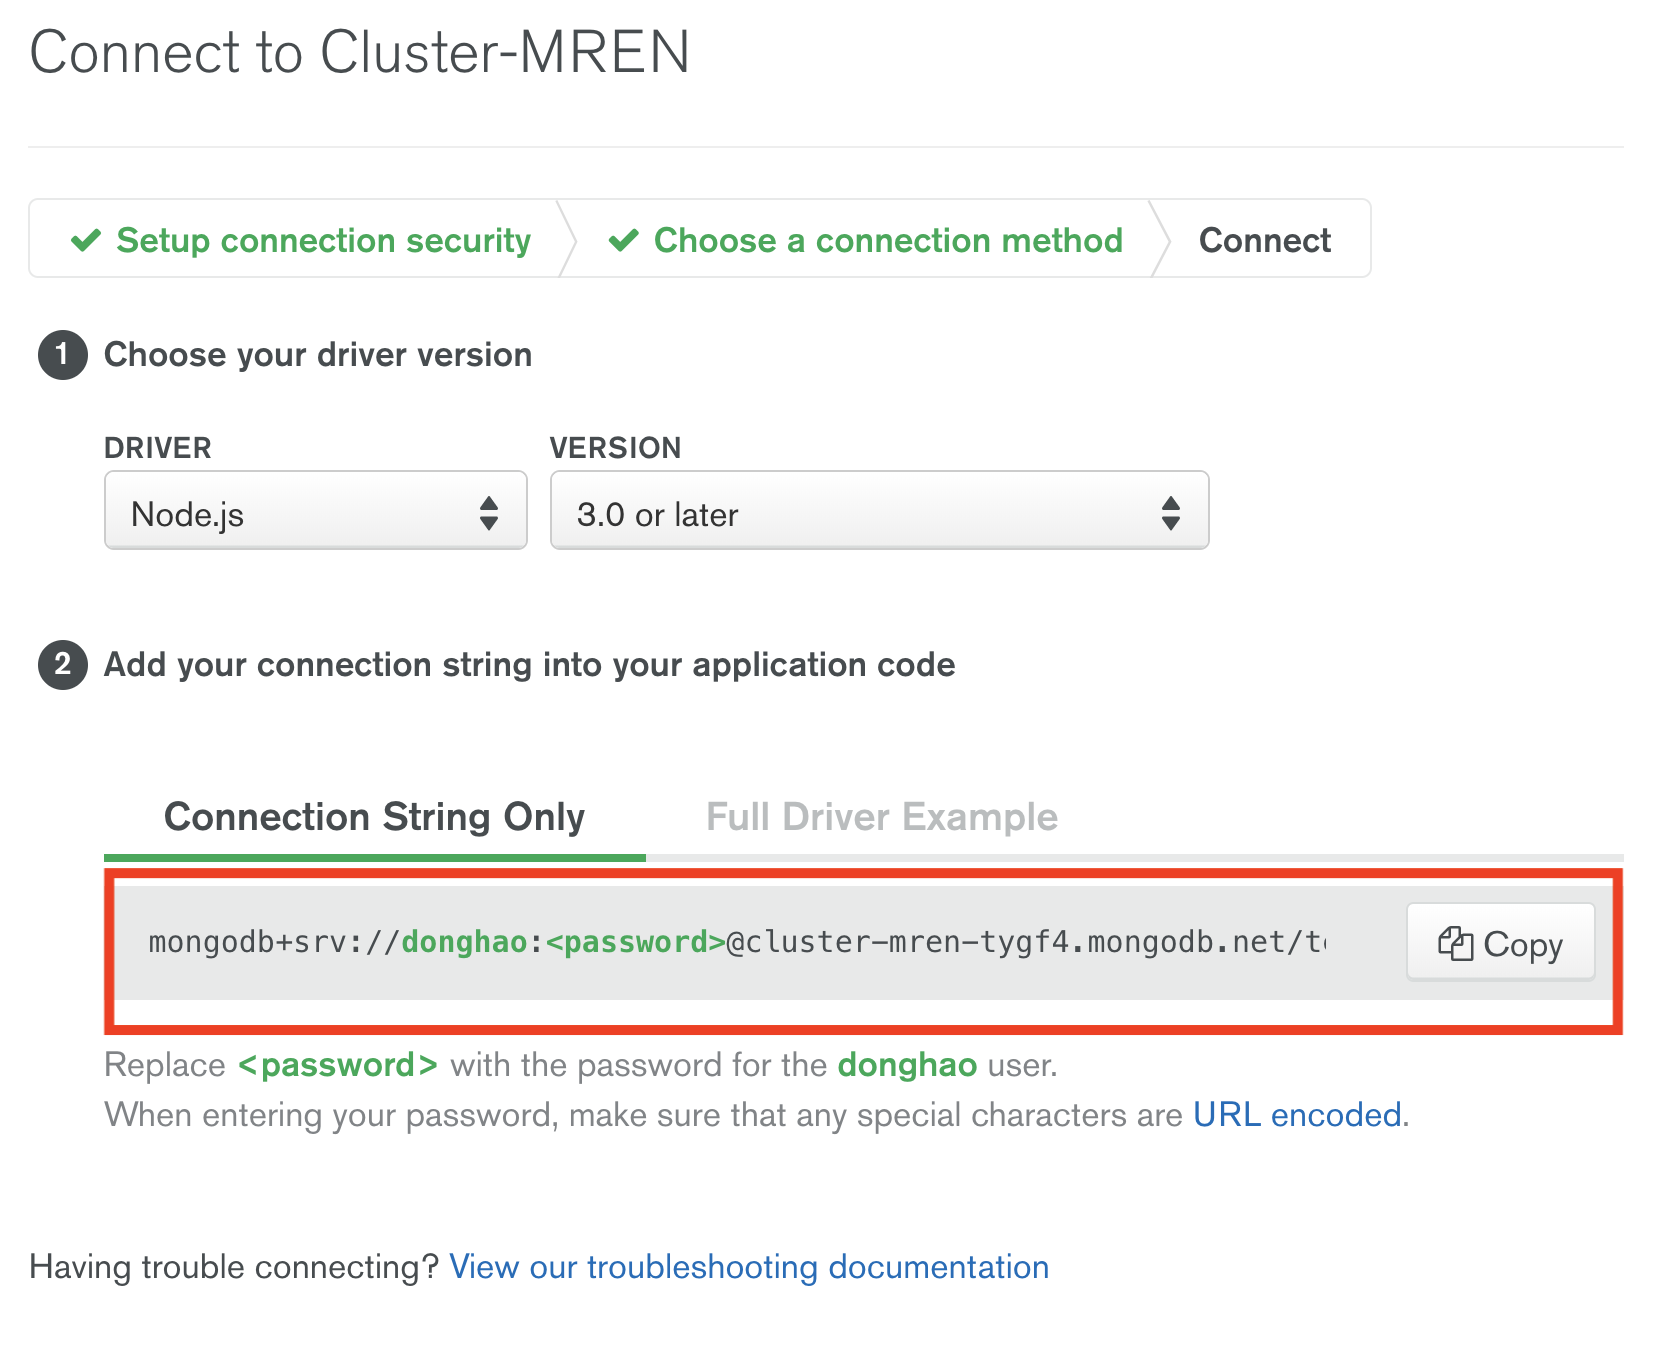 Connect to Cluster-MREN
Setup connection security
Choose a connection method
Connect
1 Choose your driver version
DRIVER VERSION
Node.js 3.0 or later
2 Add your connection string into your application code
Connection String Only Full Driver Example
mongodb+srv://donghao:<password>@cluster-mren-tygf4.mongodb.net/t
Copy
Replace <password> with the password for the donghao user.
When entering your password, make sure that any special characters are URL encoded.
Having trouble connecting? View our troubleshooting documentation